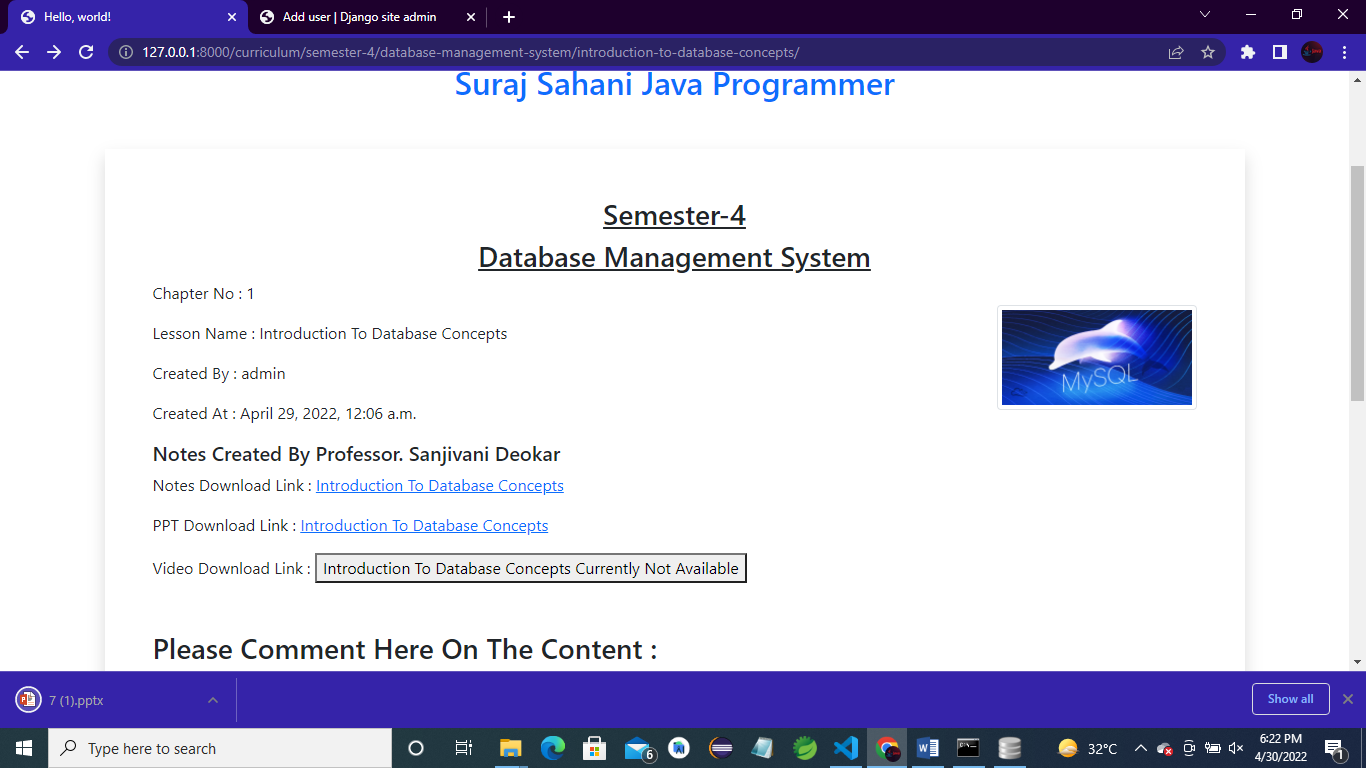 Hello, world!
Add user | Django site admin
127.0.0.1:8000/curriculum/semester-4/database-management-system/introduction-to-database-concepts/
Suraj Sahani Java Programmer
Semester-4
Database Management System
Chapter No : 1
Lesson Name : Introduction To Database Concepts
Created By : admin
Created At : April 29, 2022, 12:06 a.m.
MySQL
Notes Created By Professor. Sanjivani Deokar
Notes Download Link : Introduction To Database Concepts
PPT Download Link : Introduction To Database Concepts
Video Download Link : Introduction To Database Concepts Currently Not Available
Please Comment Here On The Content :
7 (1).pptx
Show all
Type here to search
6
32°C
6:22 PM
4/30/2022
1